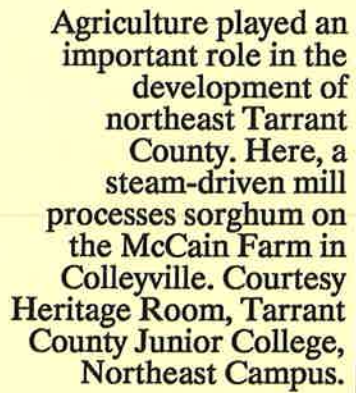 Agriculture played an
important role in the
development of
northeast Tarrant
County. Here, a
steam-driven mill
processes sorghum on
the McCain Farm in
Colleyville. Courtesy
Heritage Room, Tarrant
County Junior College,
Northeast Campus.